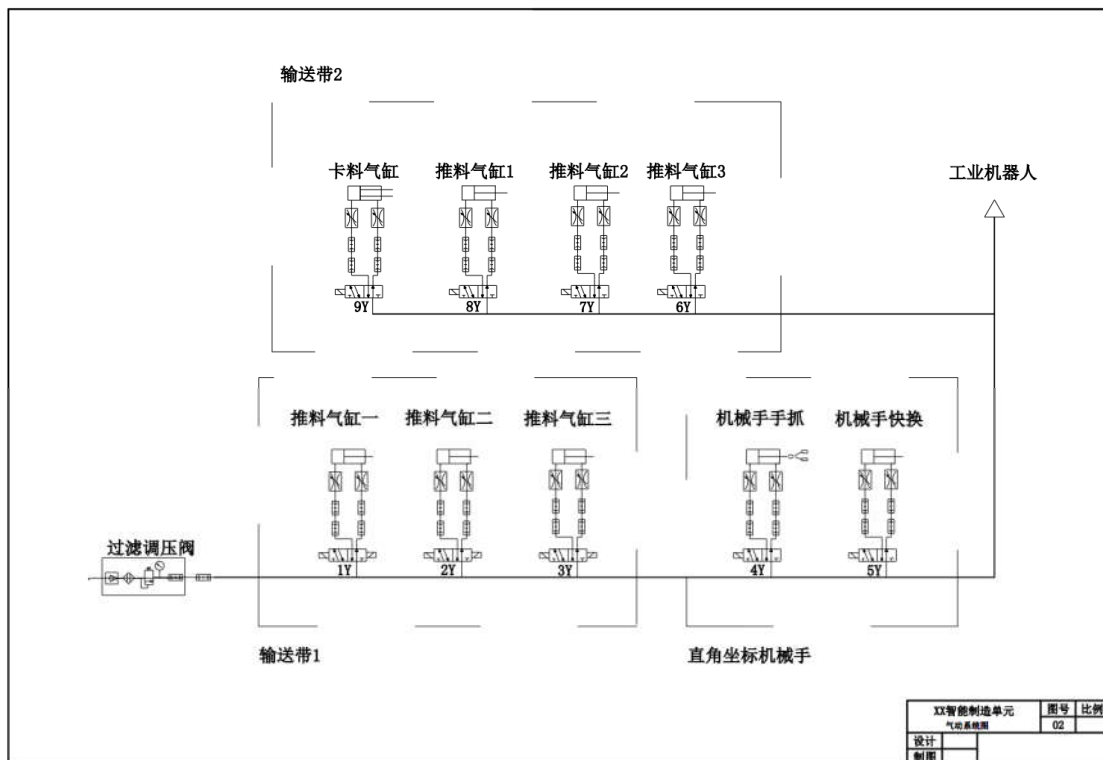 输送带2
卡料气缸 推料气缸1 推料气缸2 推料气缸3
工业机器人
9Y 8Y 7Y 6Y
推料气缸一 推料气缸二 推料气缸三 机械手手抓 机械手快换
过滤调压阀
1Y 2Y 3Y 4Y 5Y
输送带1 直角坐标机械手
XX智能制造单元 图号 比例
气动系统图 02
设计
制图